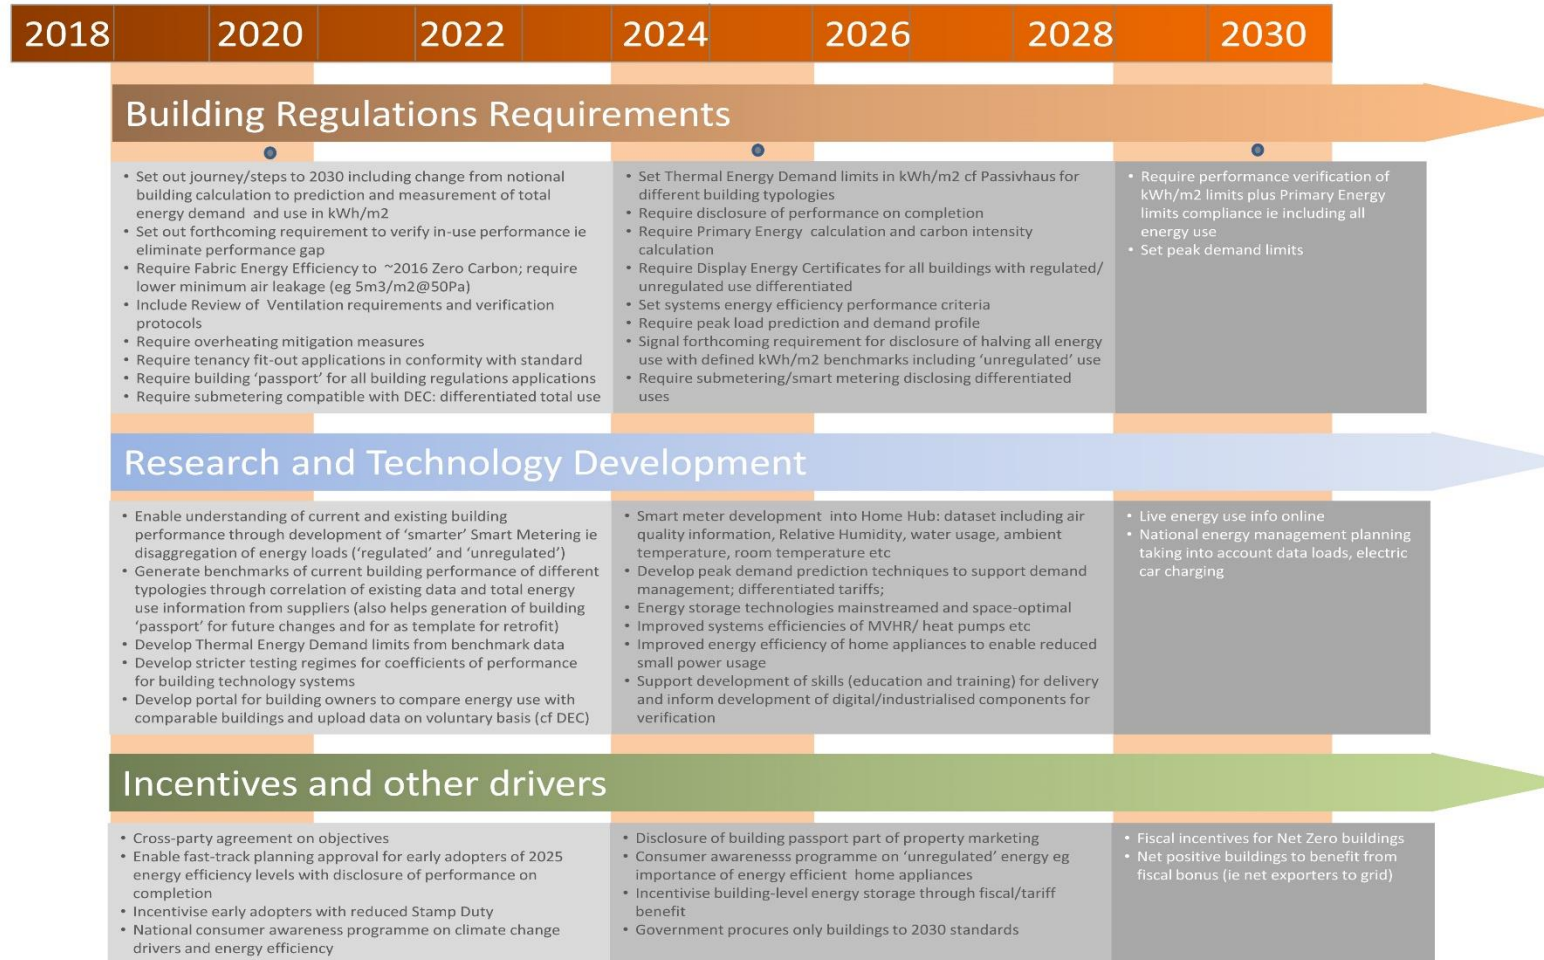 2018 2020 2022 2024 2026 2028 2030
Building Regulations Requirements
• Set out journey/steps to 2030 including change from notional
building calculation to prediction and measurement of total
energy demand and use in kWh/m2
• Set out forthcoming requirement to verify in-use performance ie
eliminate performance gap
• Require Fabric Energy Efficiency to ~2016 Zero Carbon; require
lower minimum air leakage (eg 5m3/m2@50Pa)
• Include Review of Ventilation requirements and verification
protocols
• Require overheating mitigation measures
• Require tenancy fit-out applications in conformity with standard
• Require building ‘passport’ for all building regulations applications
• Require submetering compatible with DEC: differentiated total use
• Set Thermal Energy Demand limits in kWh/m2 cf Passivhaus for
different building typologies
• Require disclosure of performance on completion
• Require Primary Energy calculation and carbon intensity
calculation
• Require Display Energy Certificates for all buildings with regulated/
unregulated use differentiated
• Set systems energy efficiency performance criteria
• Require peak load prediction and demand profile
• Signal forthcoming requirement for disclosure of halving all energy
use with defined kWh/m2 benchmarks including ‘unregulated’ use
• Require submetering/smart metering disclosing differentiated
uses
• Require performance verification of
kWh/m2 limits plus Primary Energy
limits compliance ie including all
energy use
• Set peak demand limits
Research and Technology Development
• Enable understanding of current and existing building
performance through development of ‘smarter’ Smart Metering ie
disaggregation of energy loads (‘regulated’ and ‘unregulated’)
• Generate benchmarks of current building performance of different
typologies through correlation of existing data and total energy
use information from suppliers (also helps generation of building
‘passport’ for future changes and for as template for retrofit)
• Develop Thermal Energy Demand limits from benchmark data
• Develop stricter testing regimes for coefficients of performance
for building technology systems
• Develop portal for building owners to compare energy use with
comparable buildings and upload data on voluntary basis (cf DEC)
• Smart meter development into Home Hub: dataset including air
quality information, Relative Humidity, water usage, ambient
temperature, room temperature etc
• Develop peak demand prediction techniques to support demand
management; differentiated tariffs;
• Energy storage technologies mainstreamed and space-optimal
• Improved systems efficiencies of MVHR/ heat pumps etc
• Improved energy efficiency of home appliances to enable reduced
small power usage
• Support development of skills (education and training) for delivery
and inform development of digital/industrialised components for
verification
• Live energy use info online
• National energy management planning
taking into account data loads, electric
car charging
Incentives and other drivers
• Cross-party agreement on objectives
• Enable fast-track planning approval for early adopters of 2025
energy efficiency levels with disclosure of performance on
completion
• Incentivise early adopters with reduced Stamp Duty
• National consumer awareness programme on climate change
drivers and energy efficiency
• Disclosure of building passport part of property marketing
• Consumer awarenesss programme on ‘unregulated’ energy eg
importance of energy efficient home appliances
• Incentivise building-level energy storage through fiscal/tariff
benefit
• Government procures only buildings to 2030 standards
• Fiscal incentives for Net Zero buildings
• Net positive buildings to benefit from
fiscal bonus (ie net exporters to grid)